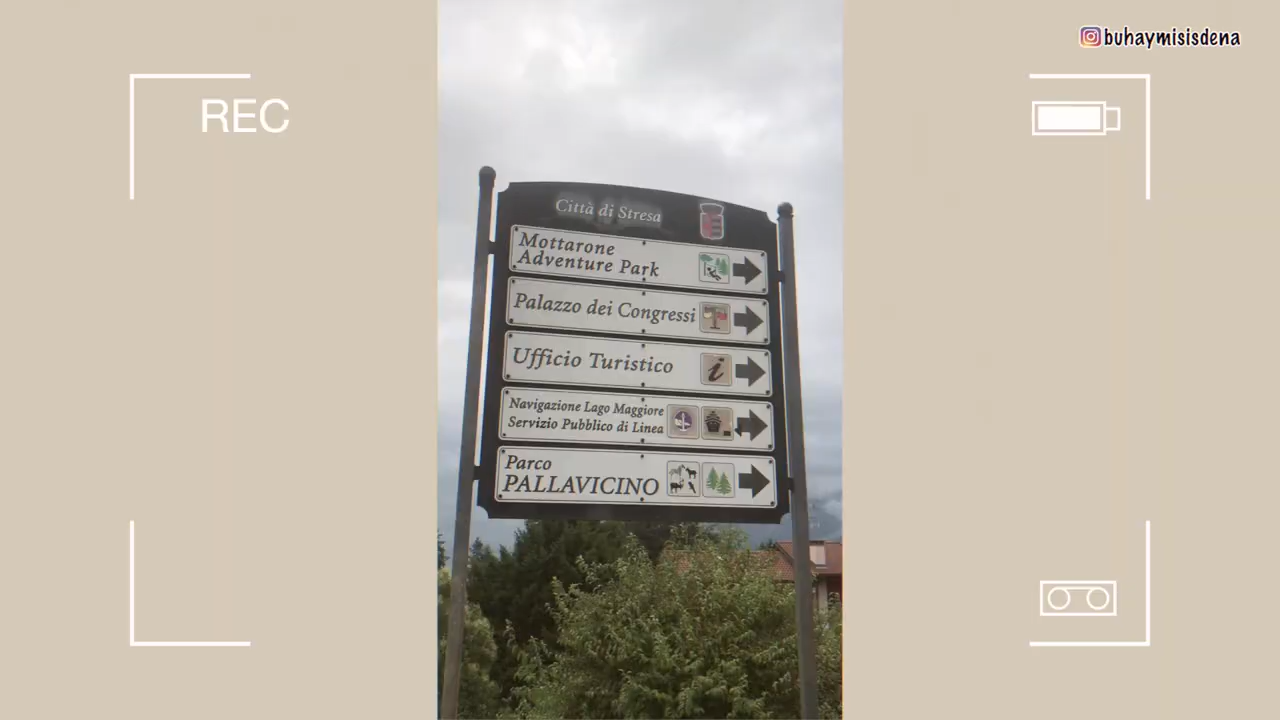 buhaymisisdena
REC
Città di Stresa
Mottarone
Adventure Park
Palazzo dei Congressi
Ufficio Turistico
i
Navigazione Lago Maggiore
Servizio Pubblico di Linea
Parco
PALLAVICINO